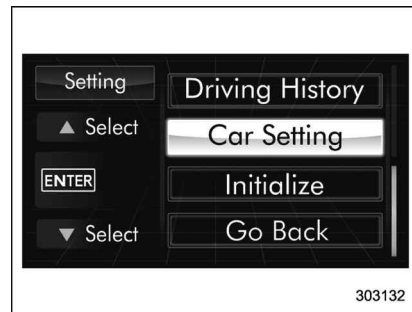 Setting
▲ Select
ENTER
▼ Select
Driving History
Car Setting
Initialize
Go Back
303132